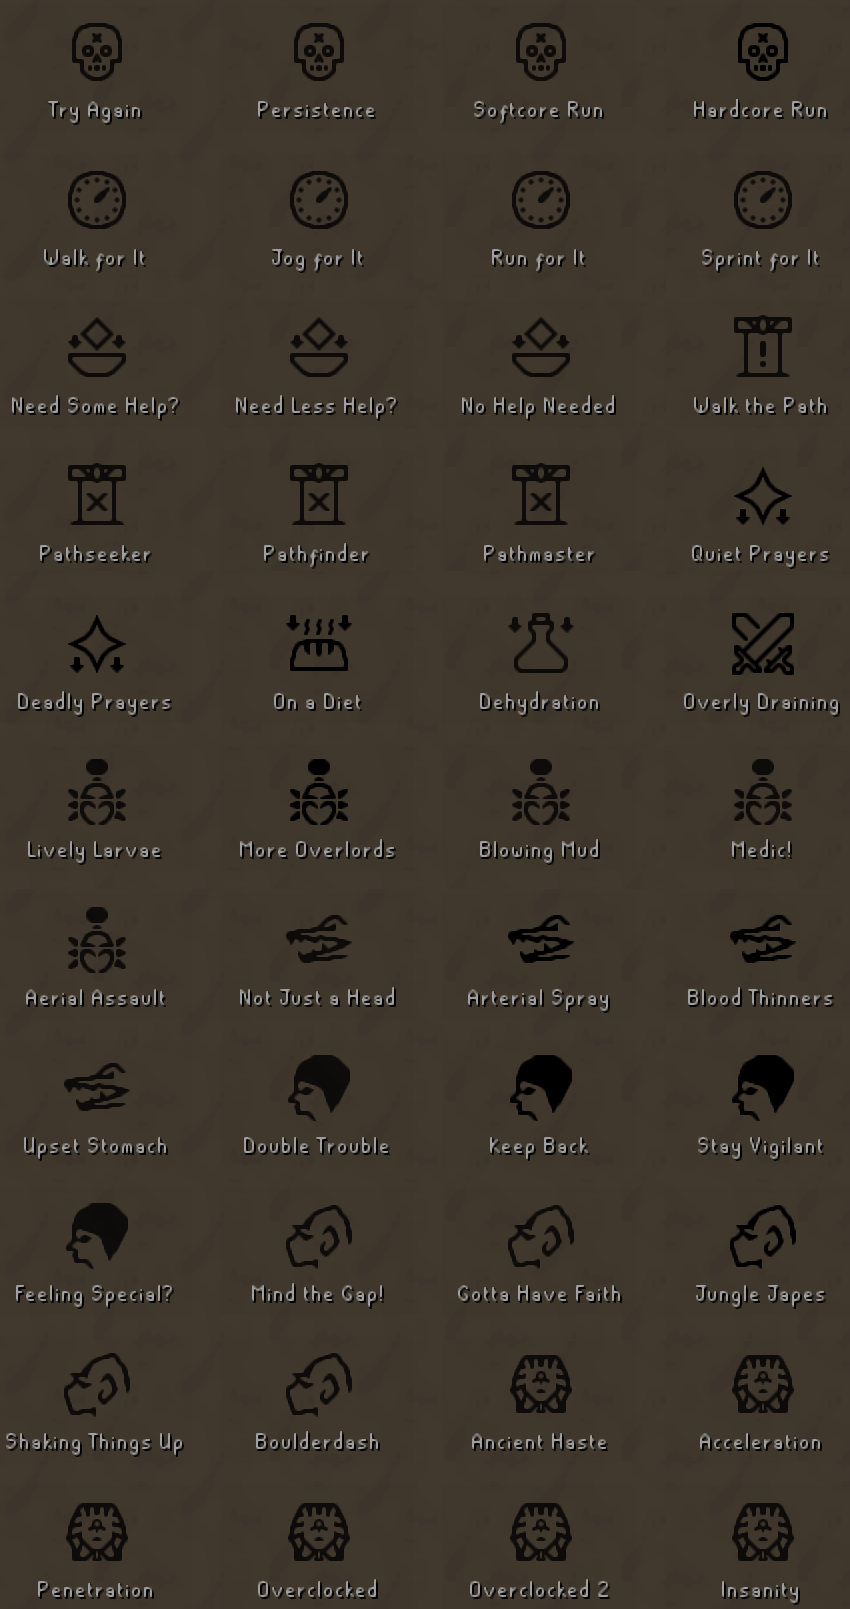 Try Again
Persistence
Softcore Run
Hardcore Run
Walk for It
Jog for It
Run for It
Sprint for It
Need Some Help?
Need Less Help?
No Help Needed
Walk the Path
Pathseeker
Pathfinder
Pathmaster
Quiet Prayers
Deadly Prayers
On a Diet
Dehydration
Overly Draining
Lively Larvae
More Overlords
Blowing Mud
Medic!
Aerial Assault
Not Just a Head
Arterial Spray
Blood Thinners
Upset Stomach
Double Trouble
Keep Back
Stay Vigilant
Feeling Special?
Mind the Gap!
Gotta Have Faith
Jungle Japes
Shaking Things Up
Boulderdash
Ancient Haste
Acceleration
Penetration
Overclocked
Overclocked 2
Insanity